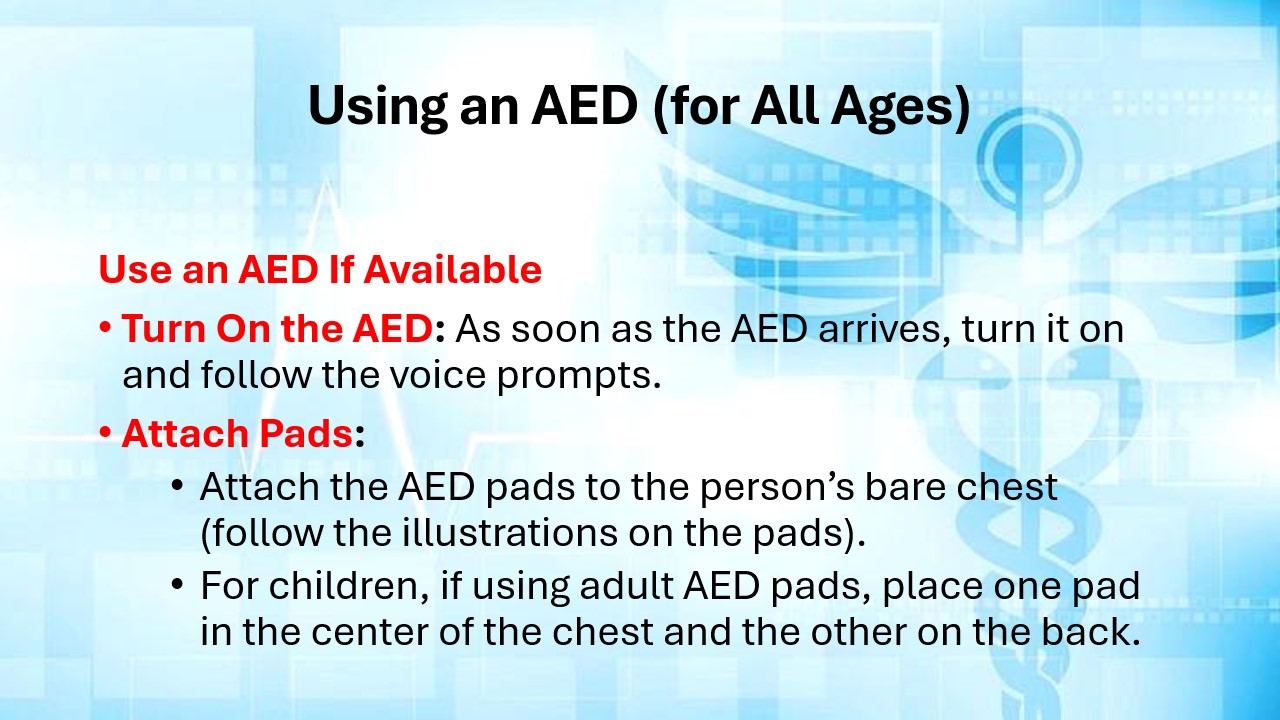 Using an AED (for All Ages)
Use an AED If Available
• Turn On the AED: As soon as the AED arrives, turn it on
and follow the voice prompts.
• Attach Pads:
• Attach the AED pads to the person’s bare chest
(follow the illustrations on the pads).
• For children, if using adult AED pads, place one pad
in the center of the chest and the other on the back.